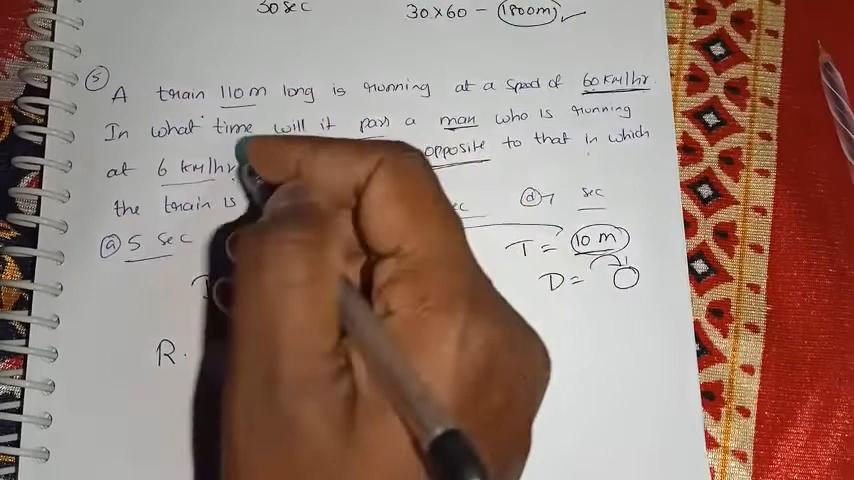 30 sec
30×60 - 1800m
⑤ A train 110m long is running at a speed of 60 KM/hr.
In what time will it pass a man who is running
at 6 KM/hr opposite to that in which
the train is
ec ⓓ 7 sec
ⓐ 5 sec
T = 10 m
D =
R.